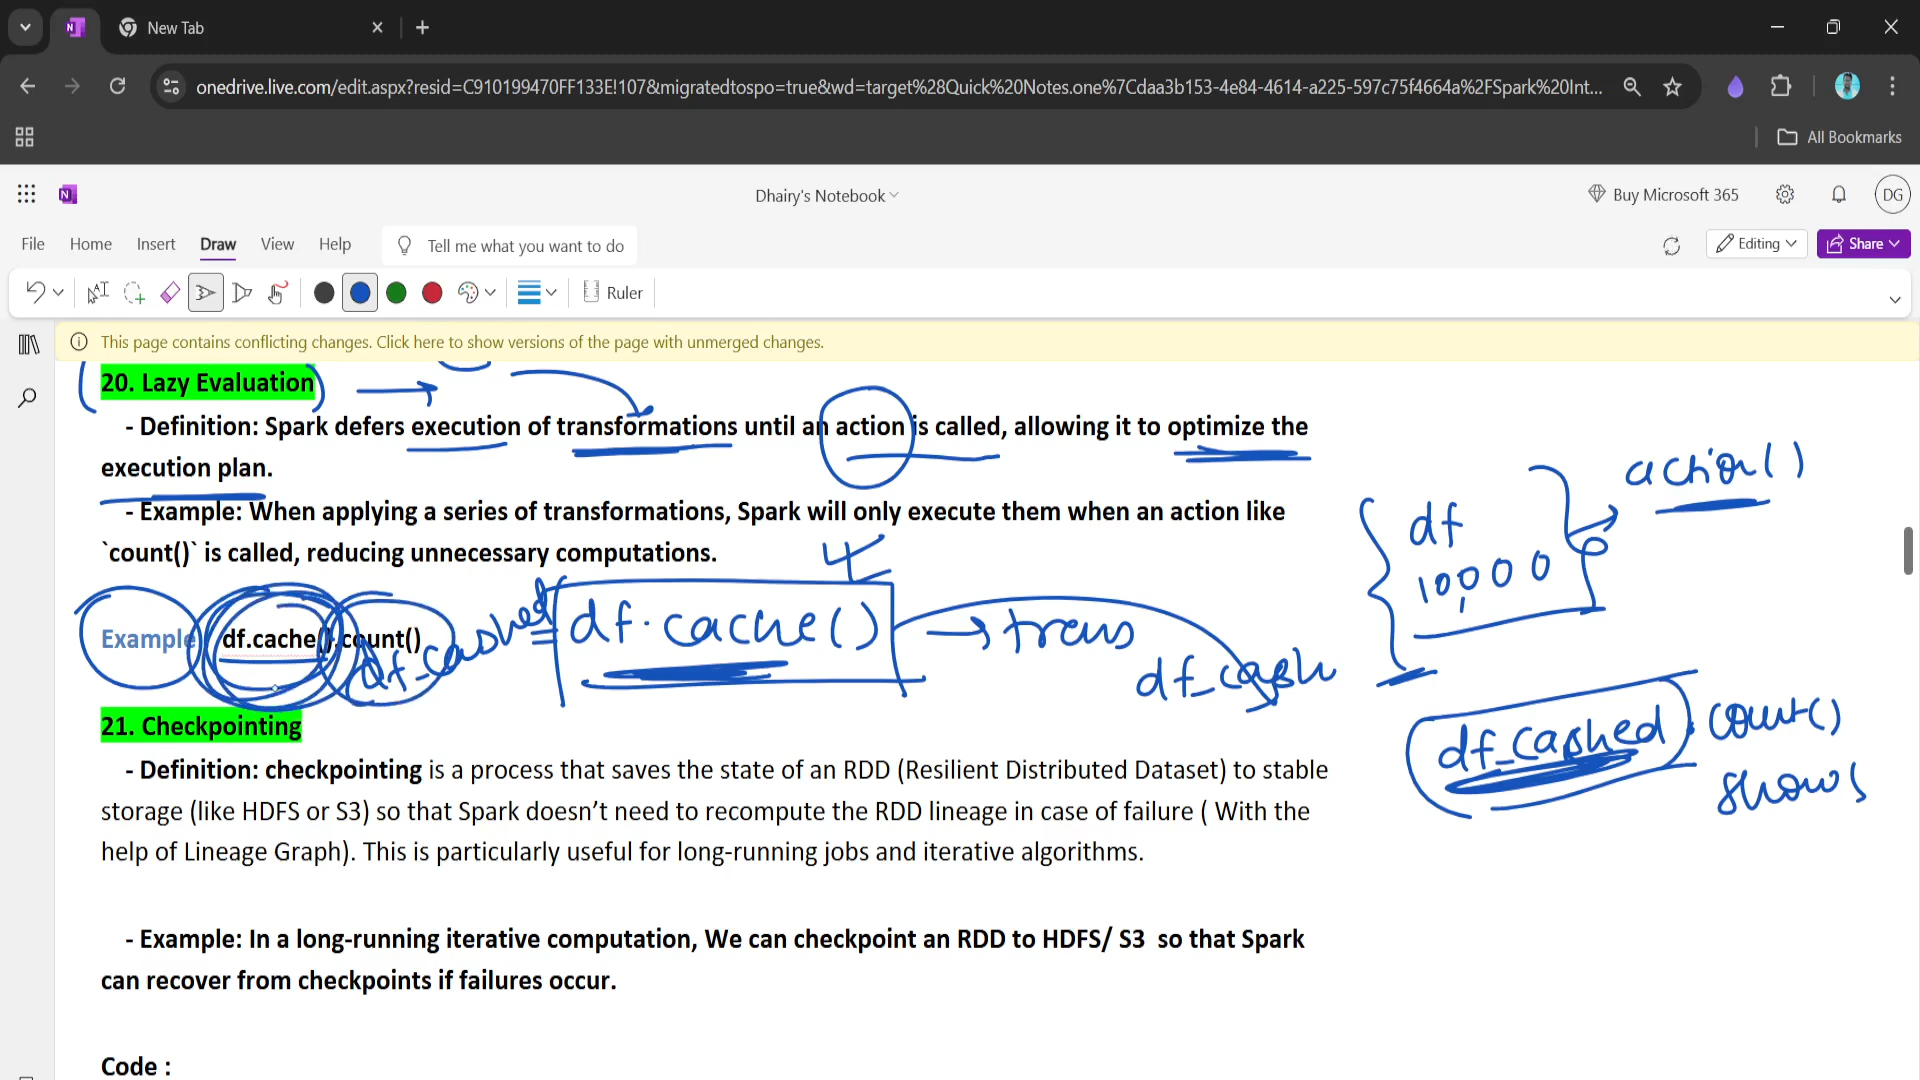 New Tab
onedrive.live.com/edit.aspx?resid=C910199470FF133E!107&migratedtospo=true&wd=target%28Quick%20Notes.one%7Cdaa3b153-4e84-4614-a225-597c75f4664a%2FSpark%20Int...
All Bookmarks
Dhairy's Notebook
Buy Microsoft 365
DG
File Home Insert Draw View Help Tell me what you want to do
Editing Share
Ruler
This page contains conflicting changes. Click here to show versions of the page with unmerged changes.
20. Lazy Evaluation
- Definition: Spark defers execution of transformations until an action is called, allowing it to optimize the
execution plan.
action()
- Example: When applying a series of transformations, Spark will only execute them when an action like
`count()` is called, reducing unnecessary computations.
df
10,000
Example df.cache().count()
df_cashed = df.cache() → trans
df_cash
21. Checkpointing
df_cashed.count()
show
- Definition: checkpointing is a process that saves the state of an RDD (Resilient Distributed Dataset) to stable
storage (like HDFS or S3) so that Spark doesn’t need to recompute the RDD lineage in case of failure ( With the
help of Lineage Graph). This is particularly useful for long-running jobs and iterative algorithms.
- Example: In a long-running iterative computation, We can checkpoint an RDD to HDFS/ S3 so that Spark
can recover from checkpoints if failures occur.
Code :